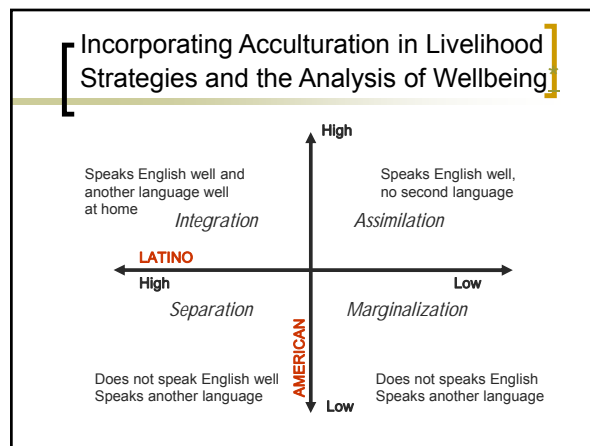 Incorporating Acculturation in Livelihood
Strategies and the Analysis of Wellbeing
High
Speaks English well and
another language well
at home
Speaks English well,
no second language
Integration
Assimilation
LATINO
High
Low
Separation
Marginalization
AMERICAN
Does not speak English well
Speaks another language
Does not speaks English
Speaks another language
Low